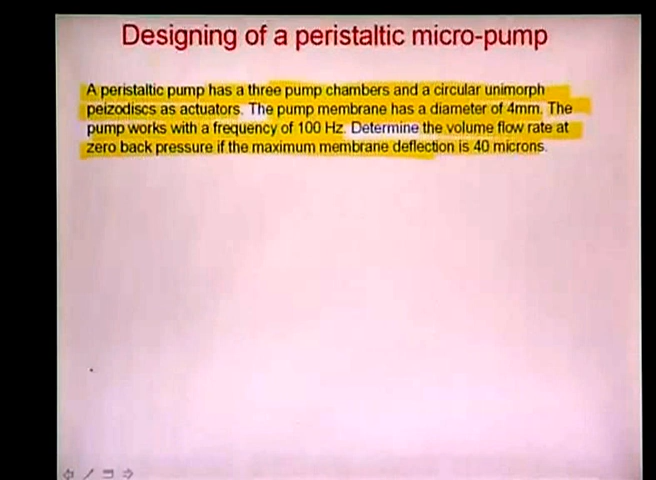 Designing of a peristaltic micro-pump
A peristaltic pump has a three pump chambers and a circular unimorph
peizodiscs as actuators. The pump membrane has a diameter of 4mm. The
pump works with a frequency of 100 Hz. Determine the volume flow rate at
zero back pressure if the maximum membrane deflection is 40 microns.